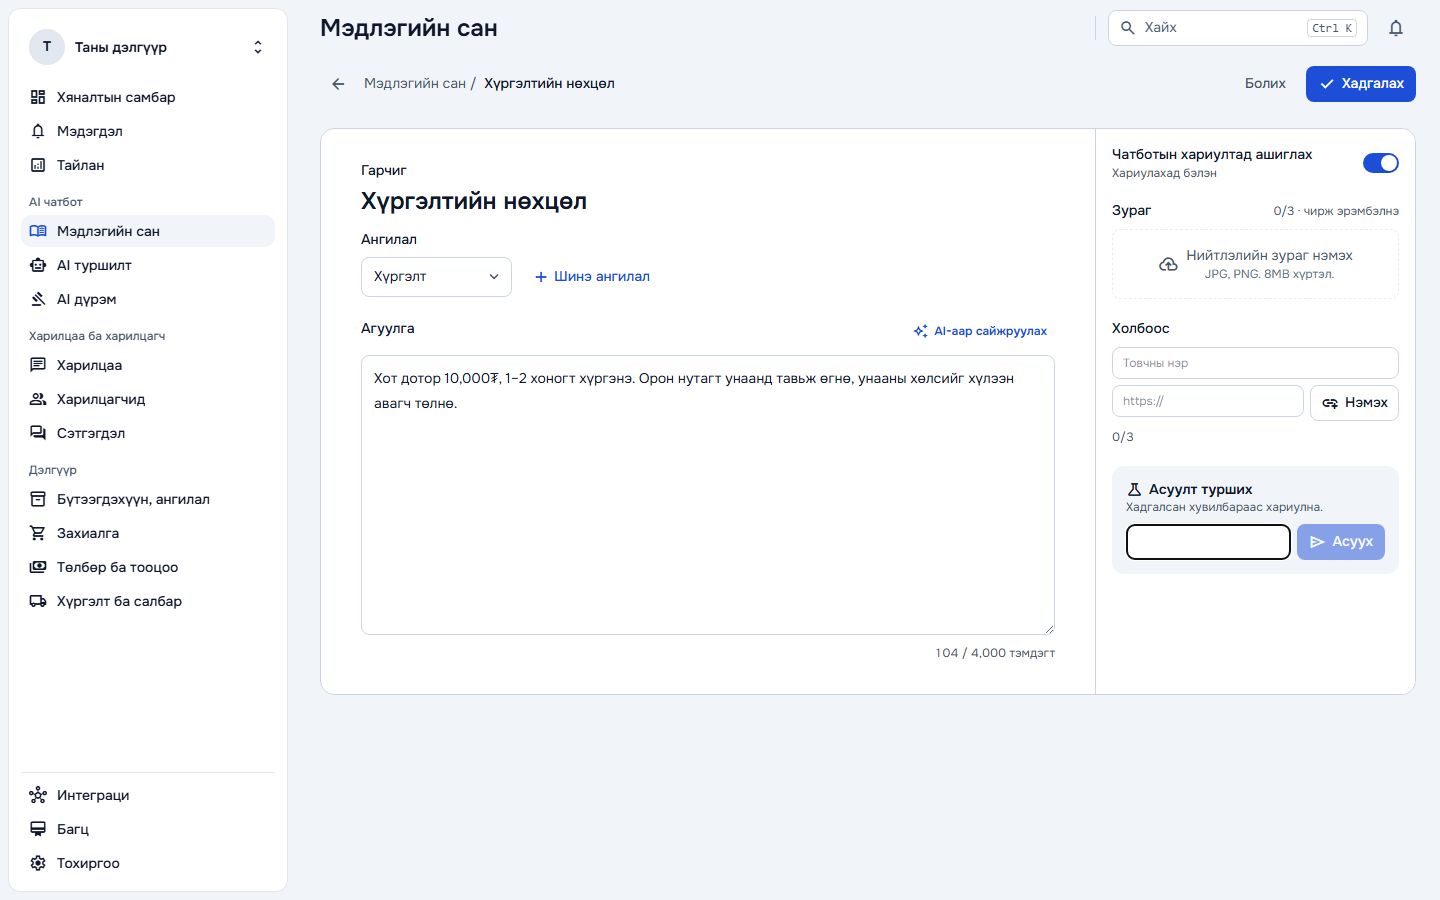 Т
Таны дэлгүүр
Хяналтын самбар
Мэдэгдэл
Тайлан
AI чатбот
Мэдлэгийн сан
AI туршилт
AI дүрэм
Харилцаа ба харилцагч
Харилцаа
Харилцагчид
Сэтгэгдэл
Дэлгүүр
Бүтээгдэхүүн, ангилал
Захиалга
Төлбөр ба тооцоо
Хүргэлт ба салбар
Интеграци
Багц
Тохиргоо
Мэдлэгийн сан
Хайх
Ctrl K
Мэдлэгийн сан / Хүргэлтийн нөхцөл
Болих
Хадгалах
Гарчиг
Хүргэлтийн нөхцөл
Ангилал
Хүргэлт
Шинэ ангилал
Агуулга
AI-аар сайжруулах
Хот дотор 10,000₮, 1–2 хоногт хүргэнэ. Орон нутагт унаанд тавьж өгнө, унааны хөлсийг хүлээн
авагч төлнө.
104 / 4,000 тэмдэгт
Чатботын хариултад ашиглах
Хариулахад бэлэн
Зураг
0/3 · чирж эрэмбэлнэ
Нийтлэлийн зураг нэмэх
JPG, PNG. 8MB хүртэл.
Холбоос
Товчны нэр
https://
Нэмэх
0/3
Асуулт турших
Хадгалсан хувилбараас хариулна.
Асуух